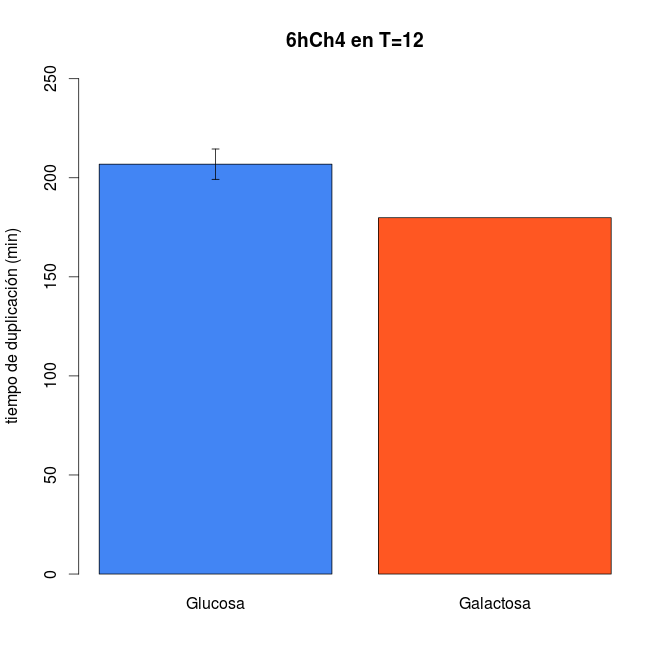 6hCh4 en T=12
tiempo de duplicación (min)
250
200
150
100
50
0
Glucosa
Galactosa